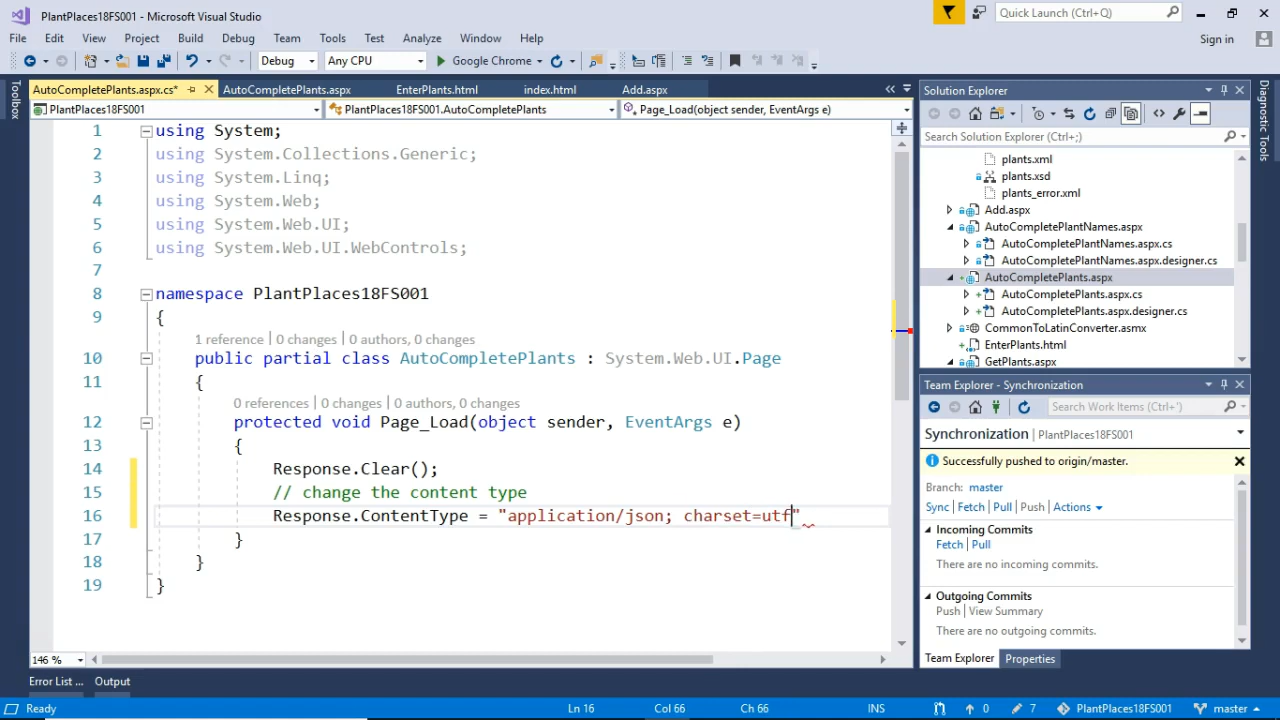 PlantPlaces18FS001 - Microsoft Visual Studio
Quick Launch (Ctrl+Q)
File Edit View Project Build Debug Team Tools Test Analyze Window Help
Sign in
Debug Any CPU Google Chrome
Toolbox
AutoCompletePlants.aspx.cs* AutoCompletePlants.aspx EnterPlants.html index.html Add.aspx
PlantPlaces18FS001 PlantPlaces18FS001.AutoCompletePlants Page_Load(object sender, EventArgs e)
1 using System;
2 using System.Collections.Generic;
3 using System.Linq;
4 using System.Web;
5 using System.Web.UI;
6 using System.Web.UI.WebControls;
7
8 namespace PlantPlaces18FS001
9 {
1 reference | 0 changes | 0 authors, 0 changes
10 public partial class AutoCompletePlants : System.Web.UI.Page
11 {
0 references | 0 changes | 0 authors, 0 changes
12 protected void Page_Load(object sender, EventArgs e)
13 {
14 Response.Clear();
15 // change the content type
16 Response.ContentType = "application/json; charset=utf"
17 }
18 }
19 }
146 %
Error List ... Output
Solution Explorer
Search Solution Explorer (Ctrl+;)
plants.xml
plants.xsd
plants_error.xml
Add.aspx
AutoCompletePlantNames.aspx
AutoCompletePlantNames.aspx.cs
AutoCompletePlantNames.aspx.designer.cs
AutoCompletePlants.aspx
AutoCompletePlants.aspx.cs
AutoCompletePlants.aspx.designer.cs
CommonToLatinConverter.asmx
EnterPlants.html
GetPlants.aspx
Team Explorer - Synchronization
Search Work Items (Ctrl+')
Synchronization | PlantPlaces18FS001
Successfully pushed to origin/master.
Branch: master
Sync | Fetch | Pull | Push | Actions
Incoming Commits
Fetch | Pull
There are no incoming commits.
Outgoing Commits
Push | View Summary
There are no outgoing commits.
Team Explorer Properties
Diagnostic Tools
Ready Ln 16 Col 66 Ch 66 INS 0 7 PlantPlaces18FS001 master